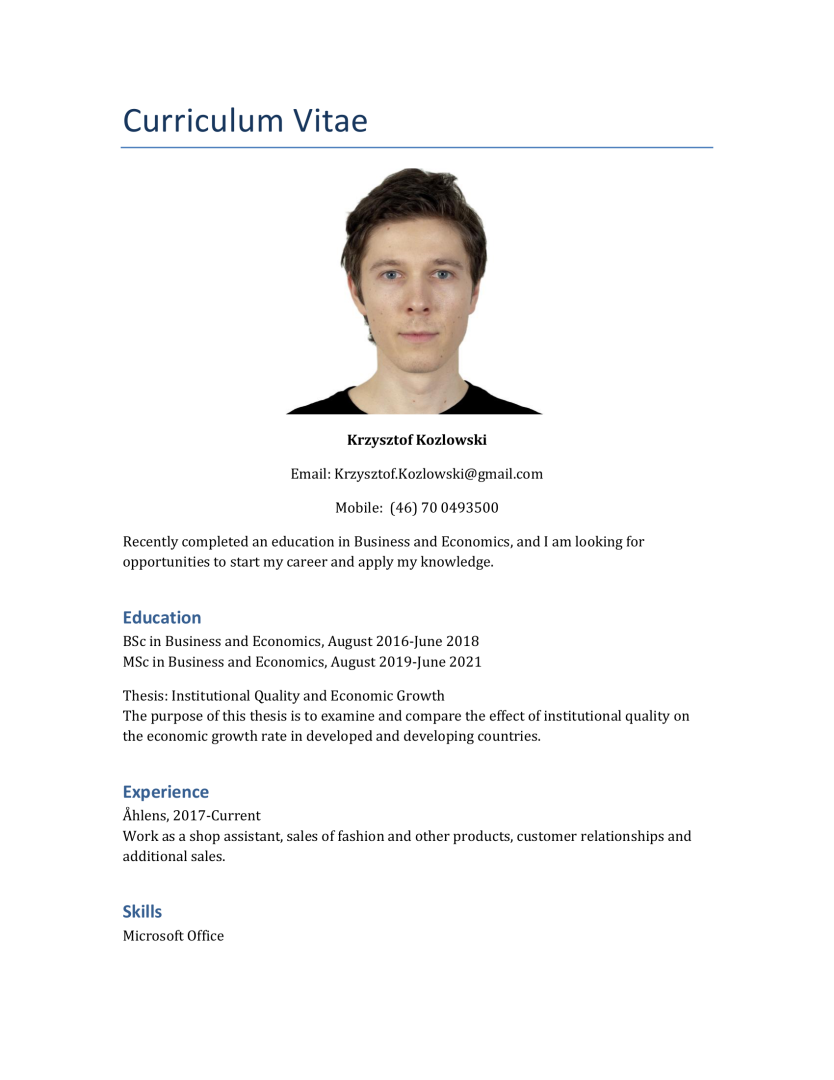 Curriculum Vitae
Krzysztof Kozlowski
Email: Krzysztof.Kozlowski@gmail.com
Mobile:  (46) 70 0493500
Recently completed an education in Business and Economics, and I am looking for
opportunities to start my career and apply my knowledge.
Education
BSc in Business and Economics, August 2016-June 2018
MSc in Business and Economics, August 2019-June 2021
Thesis: Institutional Quality and Economic Growth
The purpose of this thesis is to examine and compare the effect of institutional quality on
the economic growth rate in developed and developing countries.
Experience
Åhlens, 2017-Current
Work as a shop assistant, sales of fashion and other products, customer relationships and
additional sales.
Skills
Microsoft Office